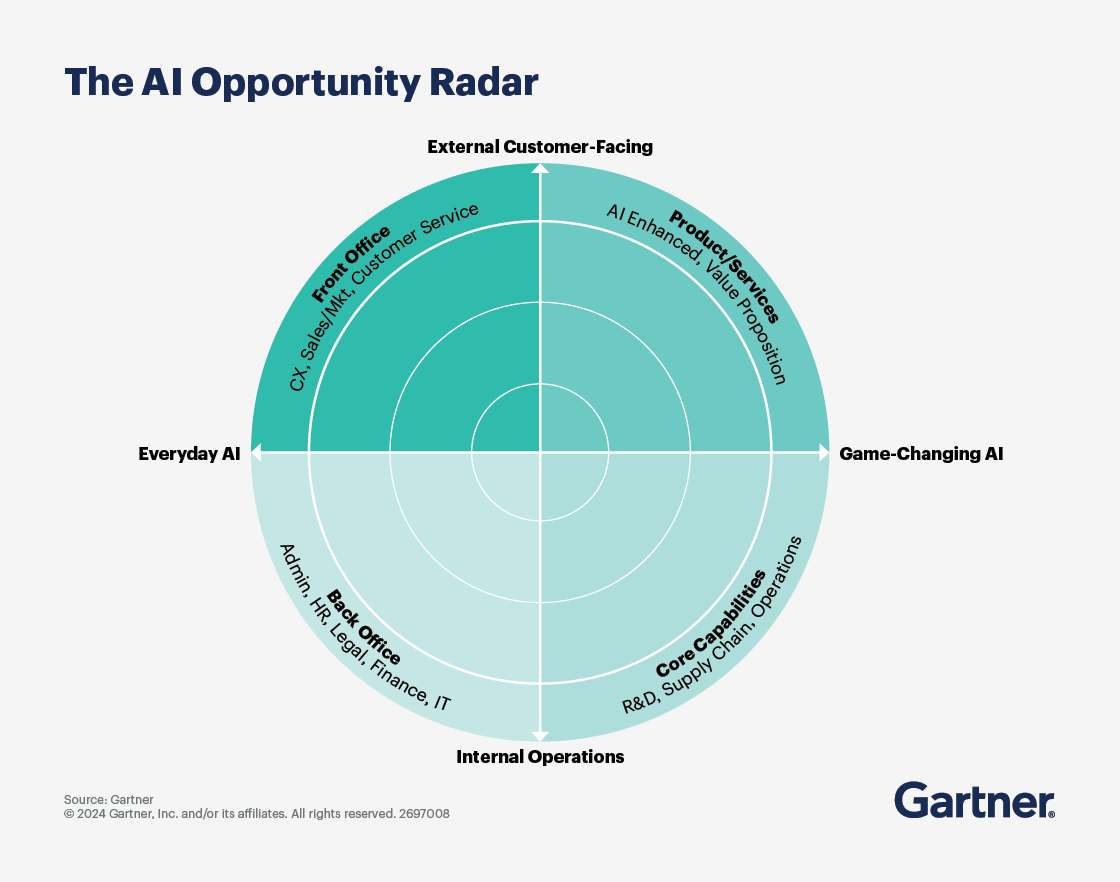 The AI Opportunity Radar
External Customer-Facing
Front Office
CX, Sales/Mkt, Customer Service
Product/Services
AI Enhanced, Value Proposition
Everyday AI
Game-Changing AI
Back Office
Admin, HR, Legal, Finance, IT
Core Capabilities
R&D, Supply Chain, Operations
Internal Operations
Source: Gartner
© 2024 Gartner, Inc. and/or its affiliates. All rights reserved. 2697008
Gartner®